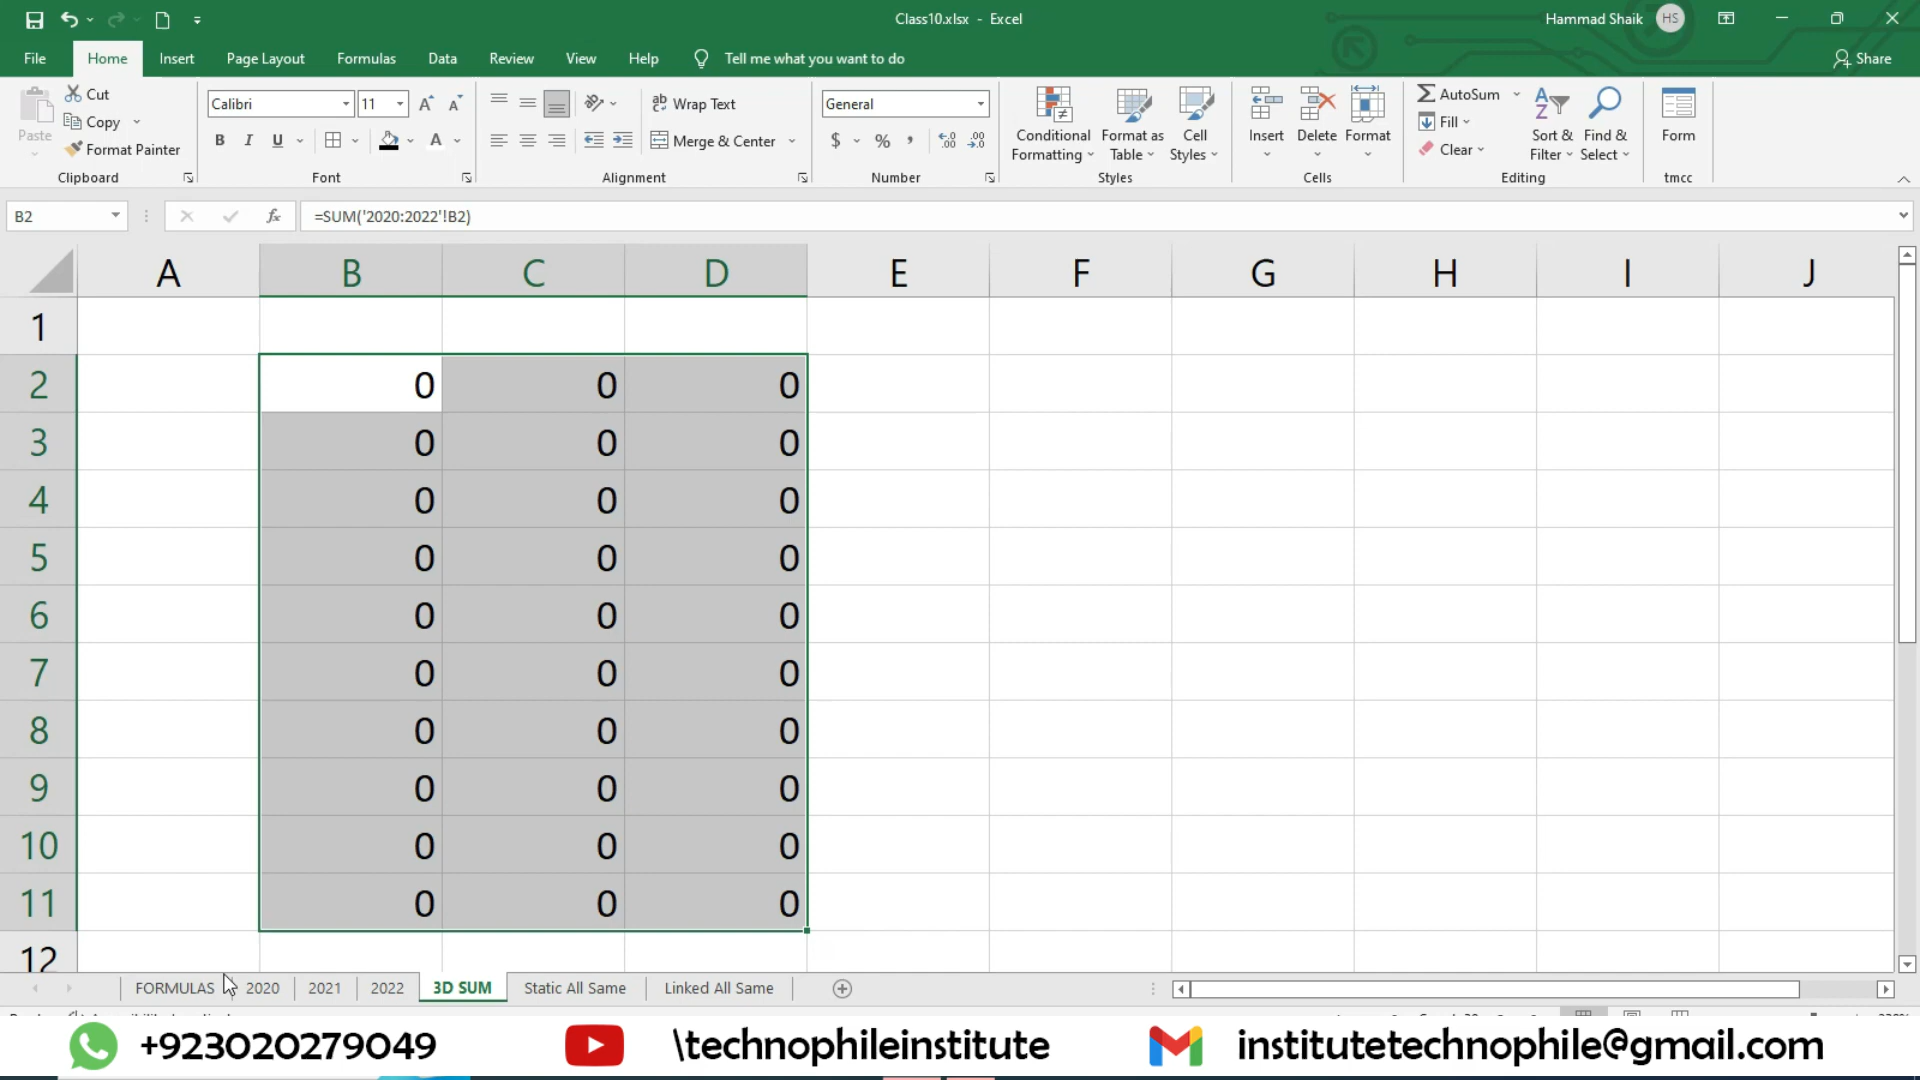 Class10.xlsx - Excel
Hammad Shaik HS
File Home Insert Page Layout Formulas Data Review View Help Tell me what you want to do Share
Paste
Cut
Copy
Format Painter
Clipboard
Calibri 11
B I U
Font
Wrap Text
Merge & Center
Alignment
General
$ % ,
Number
Conditional Formatting
Format as Table
Cell Styles
Styles
Insert
Delete
Format
Cells
AutoSum
Fill
Clear
Sort & Filter
Find & Select
Editing
Form
tmcc
B2 fx =SUM('2020:2022'!B2)
A B C D E F G H I J
1
2 0 0 0
3 0 0 0
4 0 0 0
5 0 0 0
6 0 0 0
7 0 0 0
8 0 0 0
9 0 0 0
10 0 0 0
11 0 0 0
12
FORMULAS 2020 2021 2022 3D SUM Static All Same Linked All Same
+923020279049 \technophileinstitute institutetechnophile@gmail.com